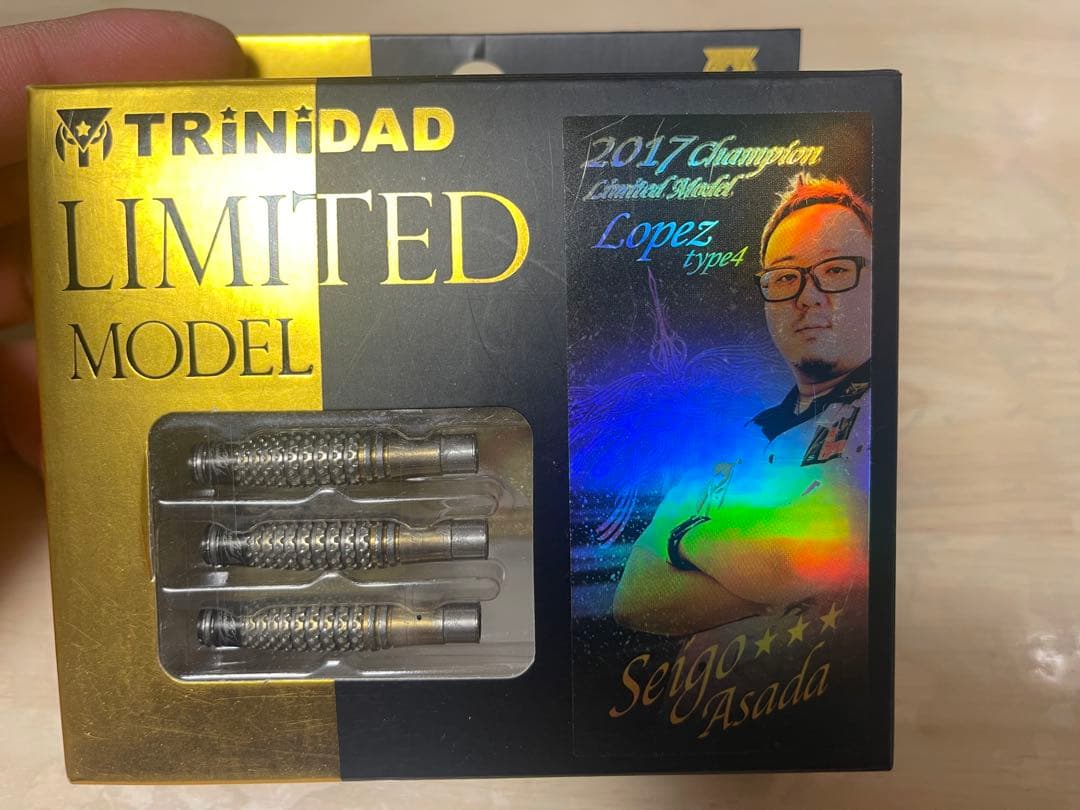 TRiNiDAD
LIMITED
MODEL
2017 Champion
Limited Model
Lopez
type4
Seigo★★★
Asada